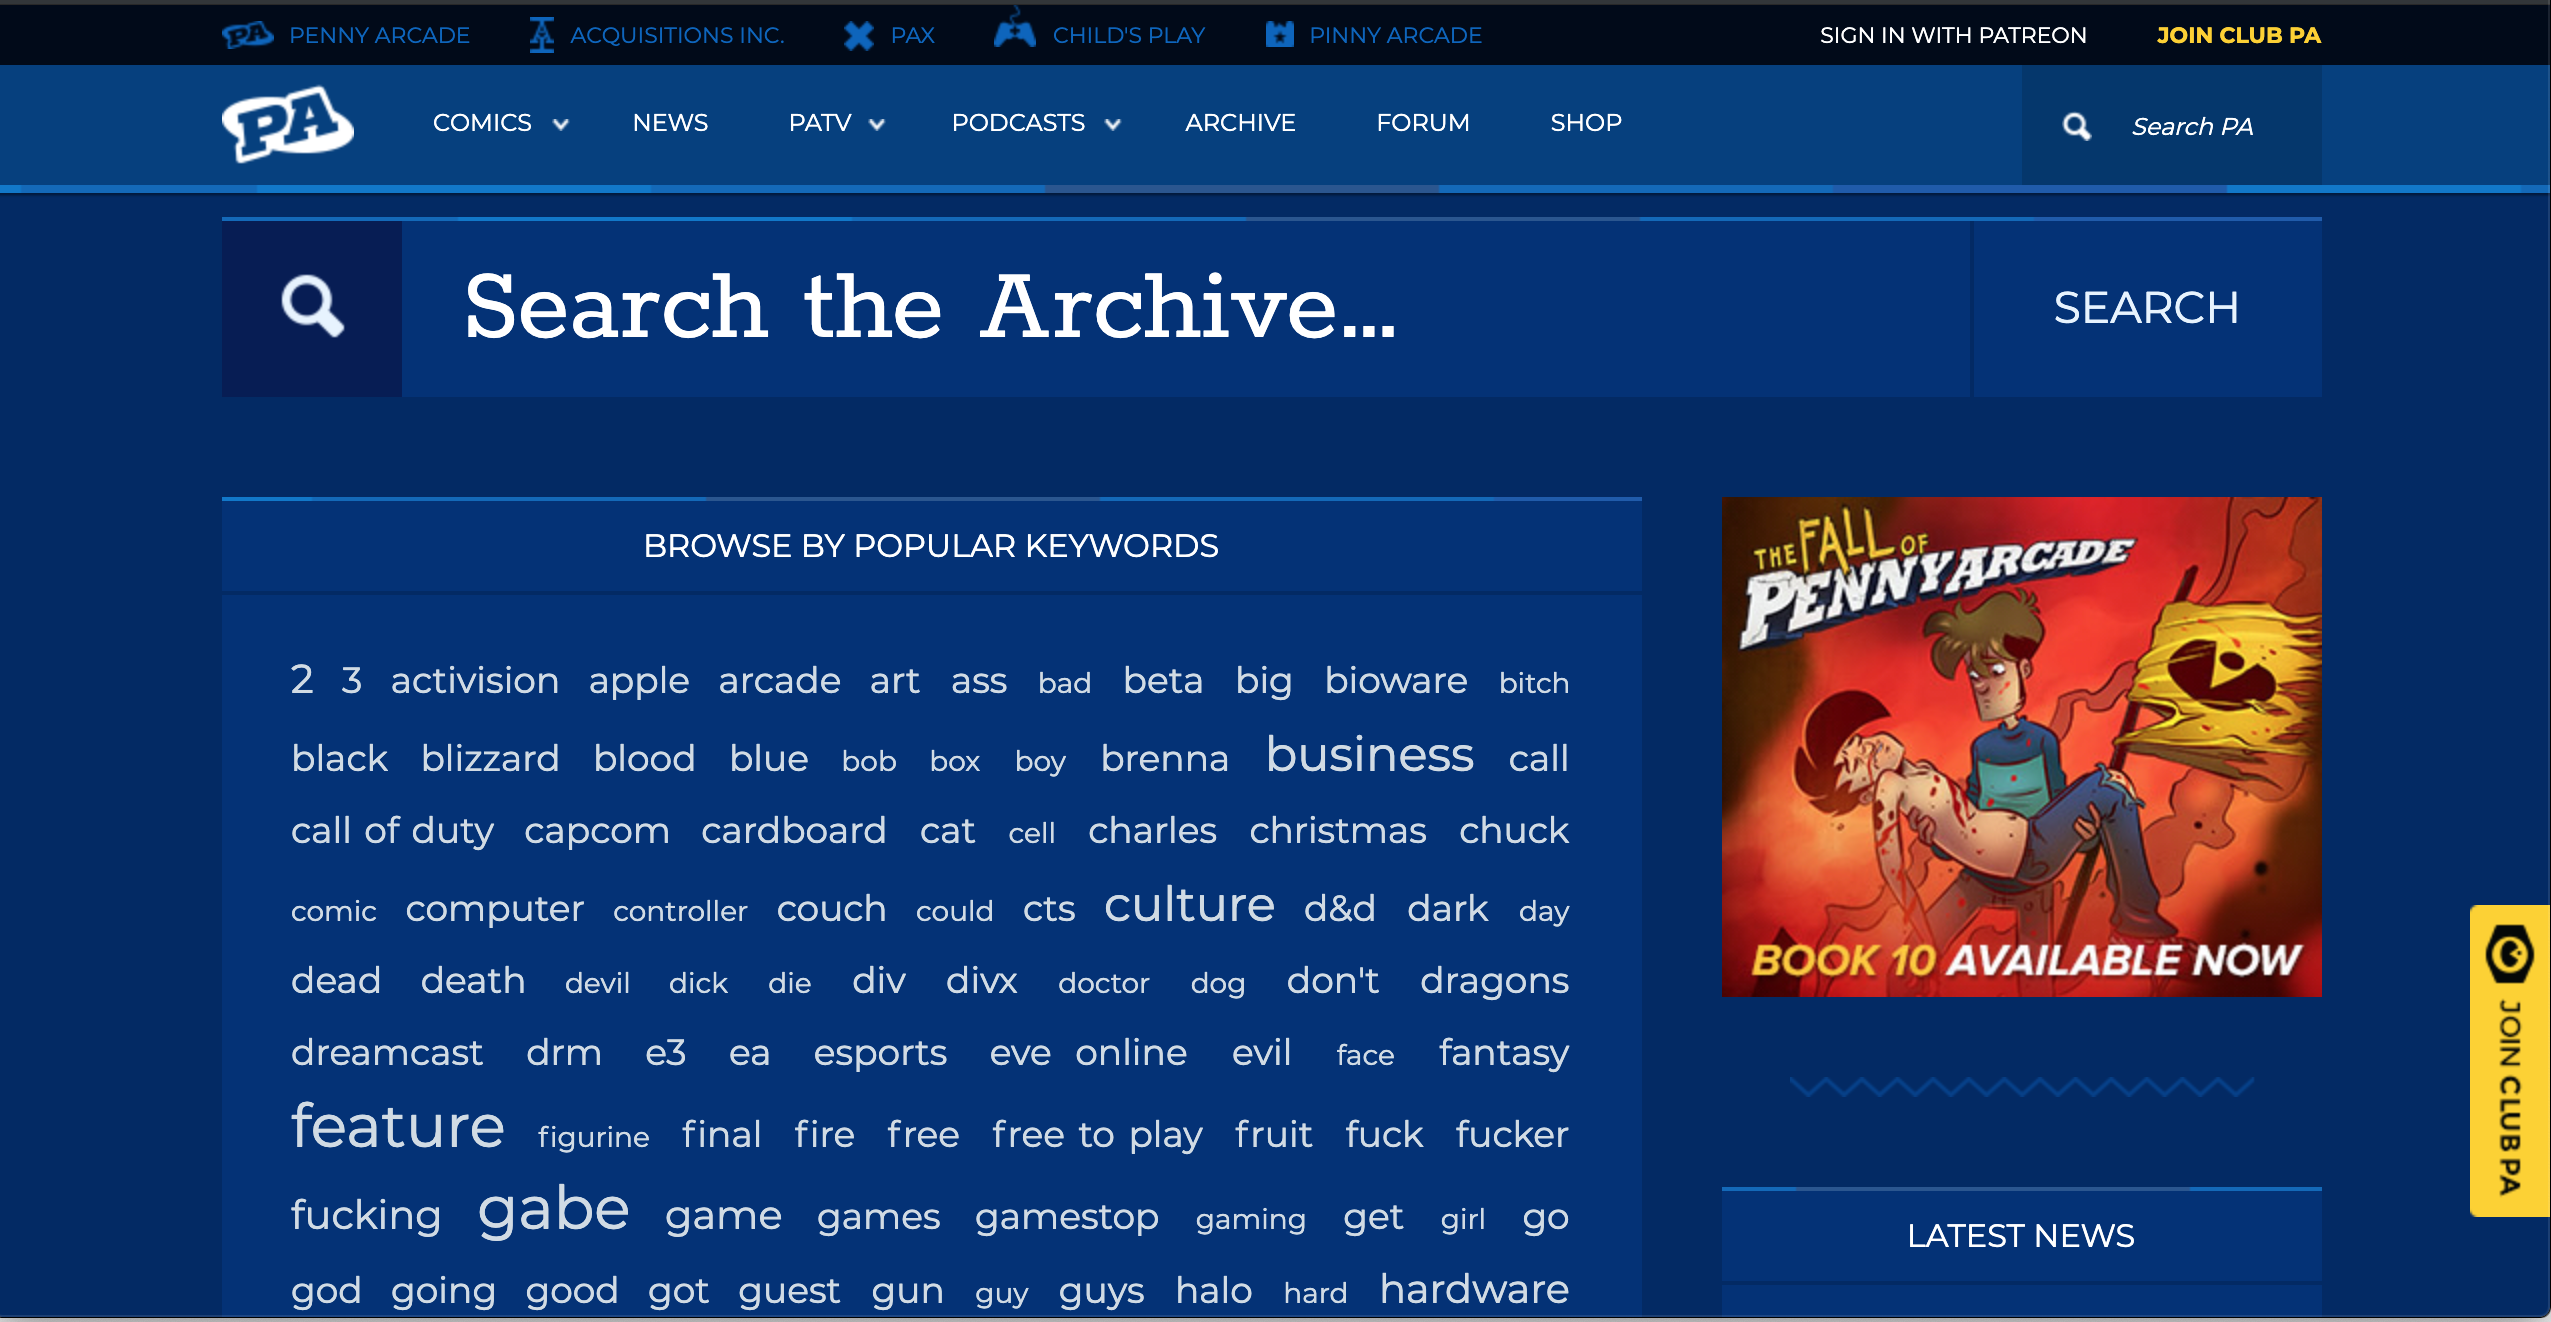 PA PENNY ARCADE ACQUISITIONS INC. PAX CHILD'S PLAY PINNY ARCADE SIGN IN WITH PATREON JOIN CLUB PA
PA COMICS NEWS PATV PODCASTS ARCHIVE FORUM SHOP Search PA
Search the Archive... SEARCH
BROWSE BY POPULAR KEYWORDS
2 3 activision apple arcade art ass bad beta big bioware bitch
black blizzard blood blue bob box boy brenna business call
call of duty capcom cardboard cat cell charles christmas chuck
comic computer controller couch could cts culture d&d dark day
dead death devil dick die div divx doctor dog don't dragons
dreamcast drm e3 ea esports eve online evil face fantasy
feature figurine final fire free free to play fruit fuck fucker
fucking gabe game games gamestop gaming get girl go
god going good got guest gun guy guys halo hard hardware
THE FALL OF
PENNY ARCADE
BOOK 10 AVAILABLE NOW
JOIN CLUB PA
LATEST NEWS